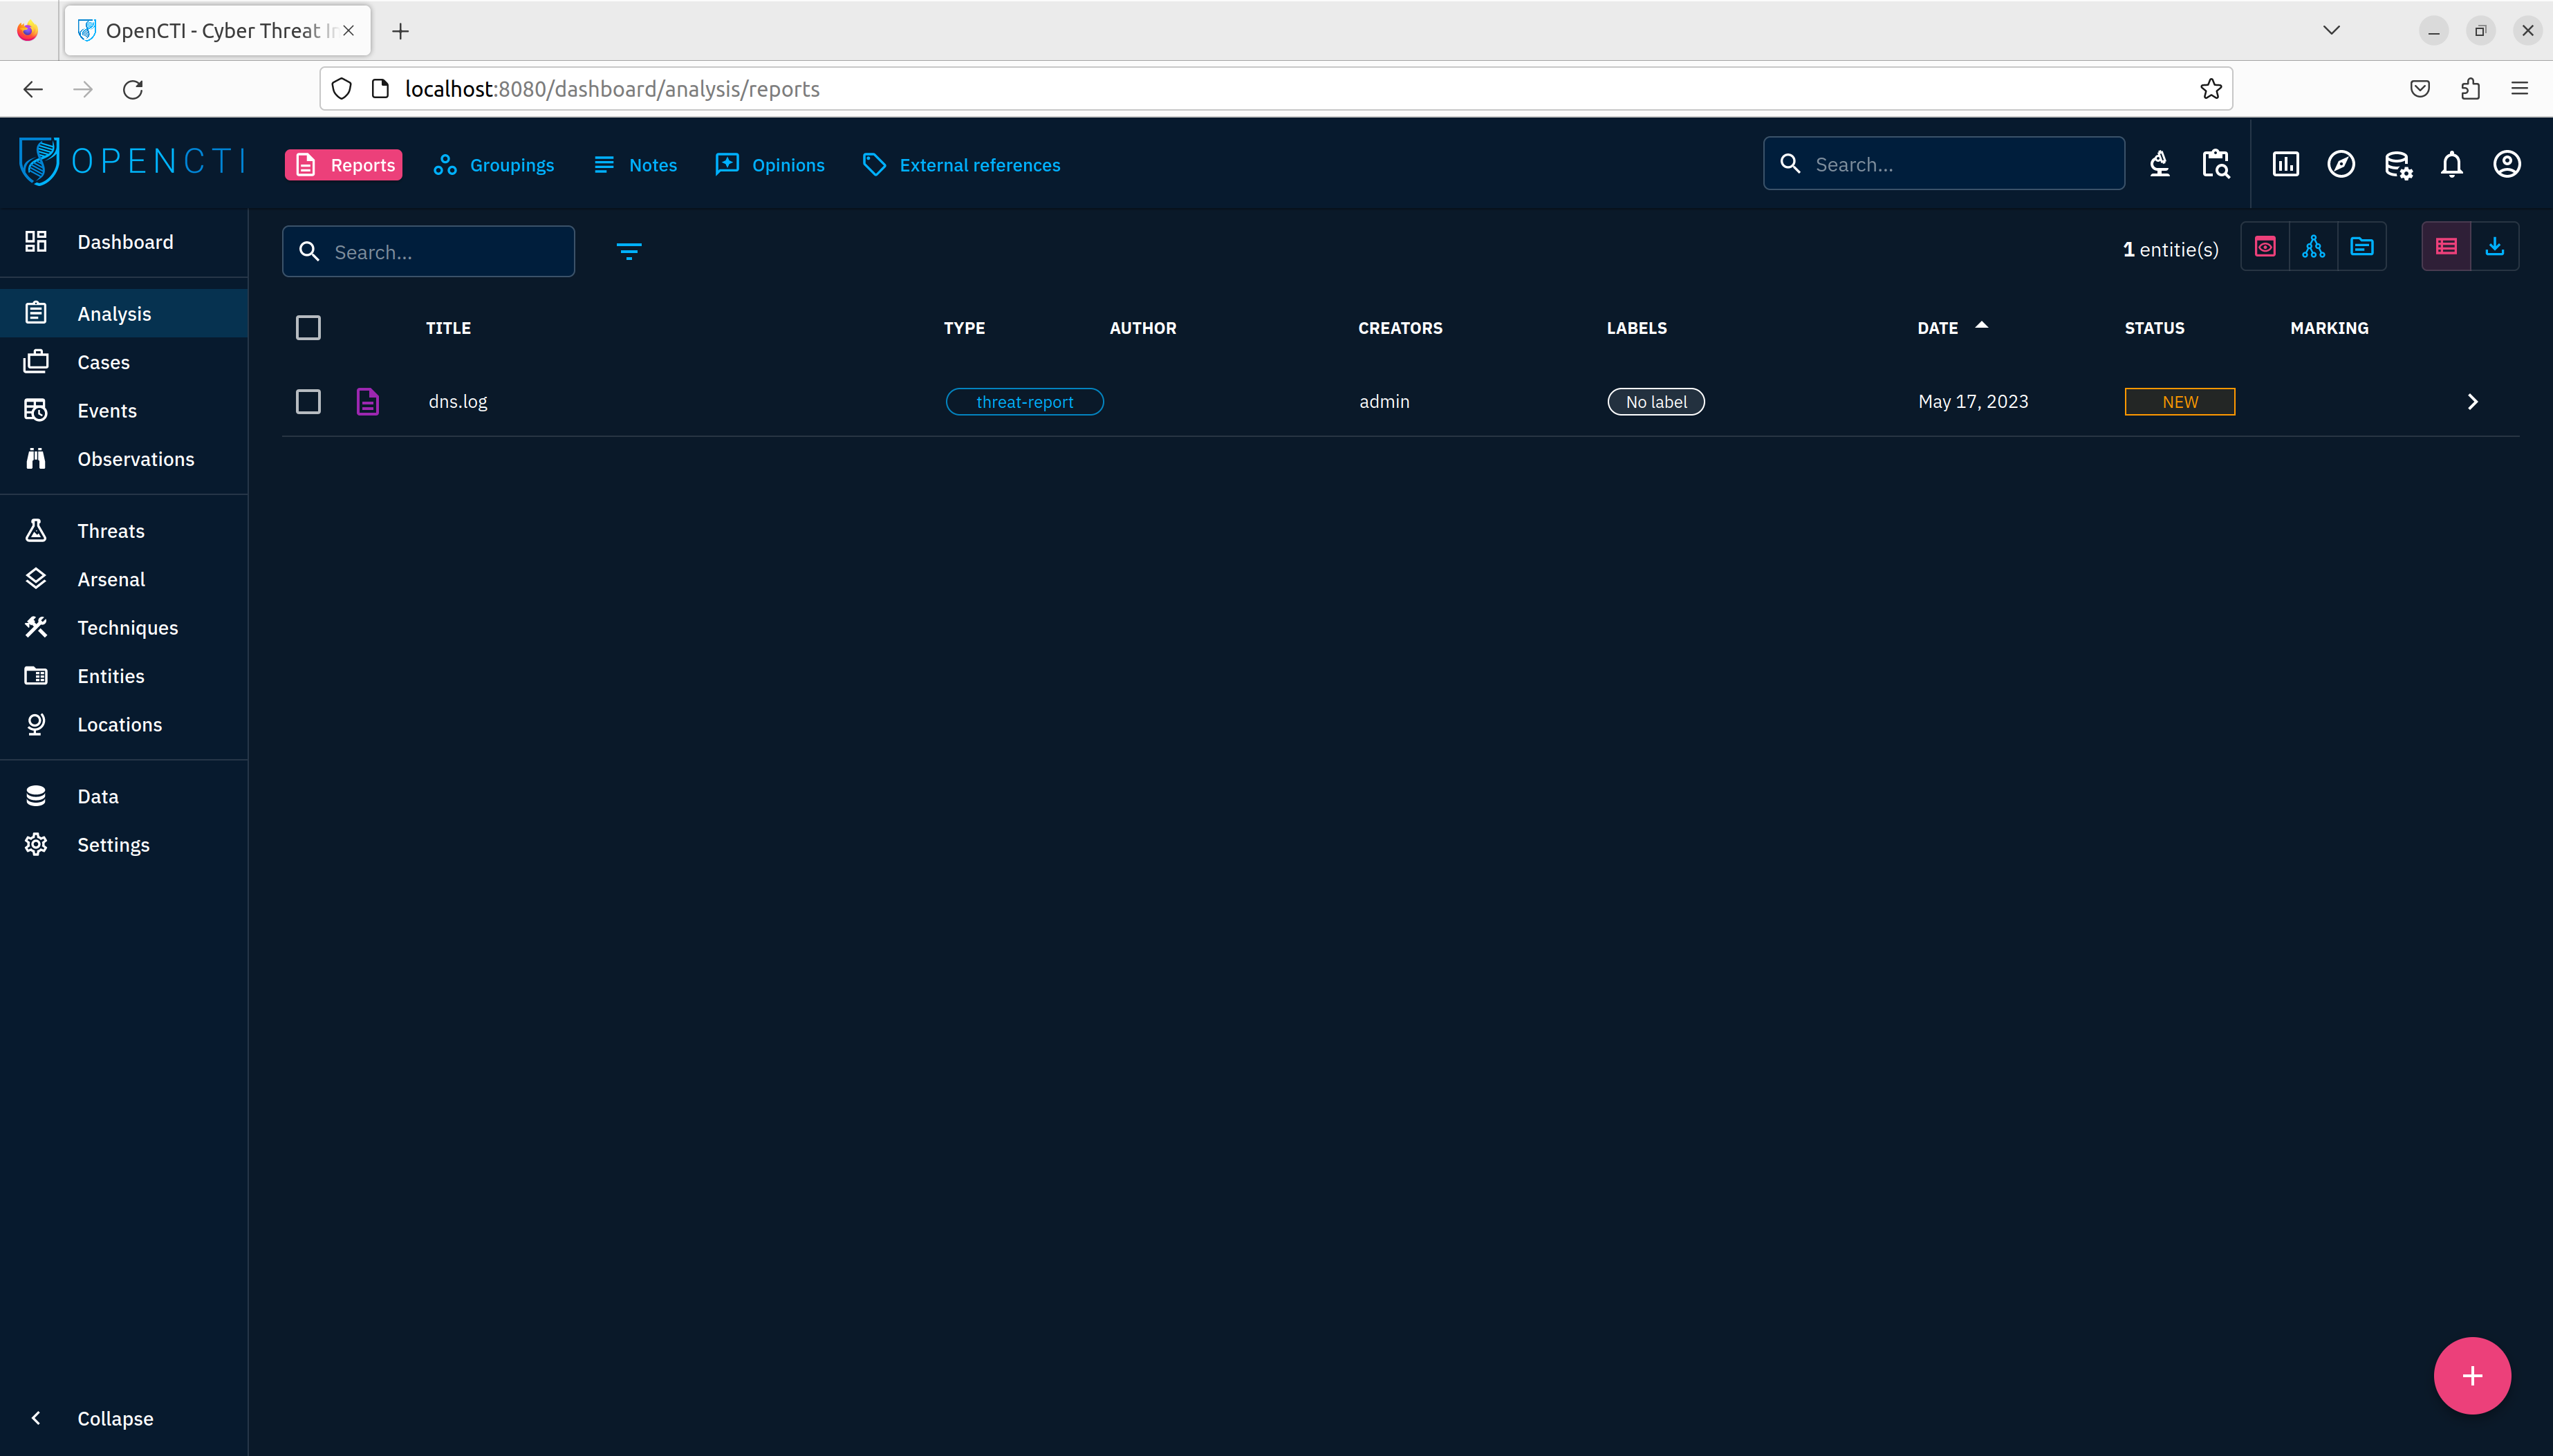 OpenCTI - Cyber Threat In
localhost:8080/dashboard/analysis/reports
OPENCTI
Reports
Groupings
Notes
Opinions
External references
Search...
Dashboard
Analysis
Cases
Events
Observations
Threats
Arsenal
Techniques
Entities
Locations
Data
Settings
Collapse
Search...
1 entitie(s)
TITLE TYPE AUTHOR CREATORS LABELS DATE STATUS MARKING
dns.log threat-report admin No label May 17, 2023 NEW